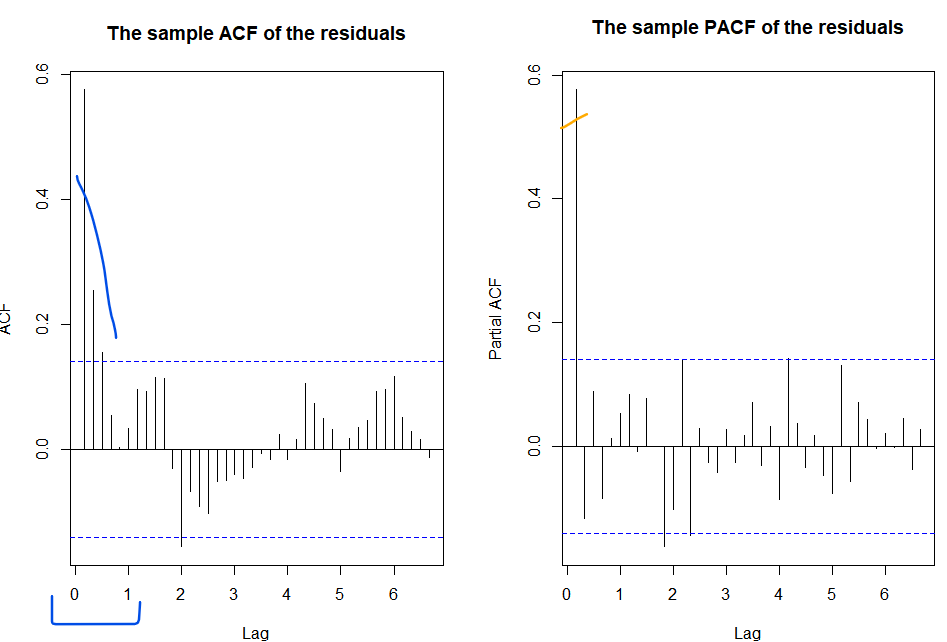 The sample ACF of the residuals
ACF
0.0
0.2
0.4
0.6
0 1 2 3 4 5 6
Lag
The sample PACF of the residuals
Partial ACF
0.0
0.2
0.4
0.6
0 1 2 3 4 5 6
Lag